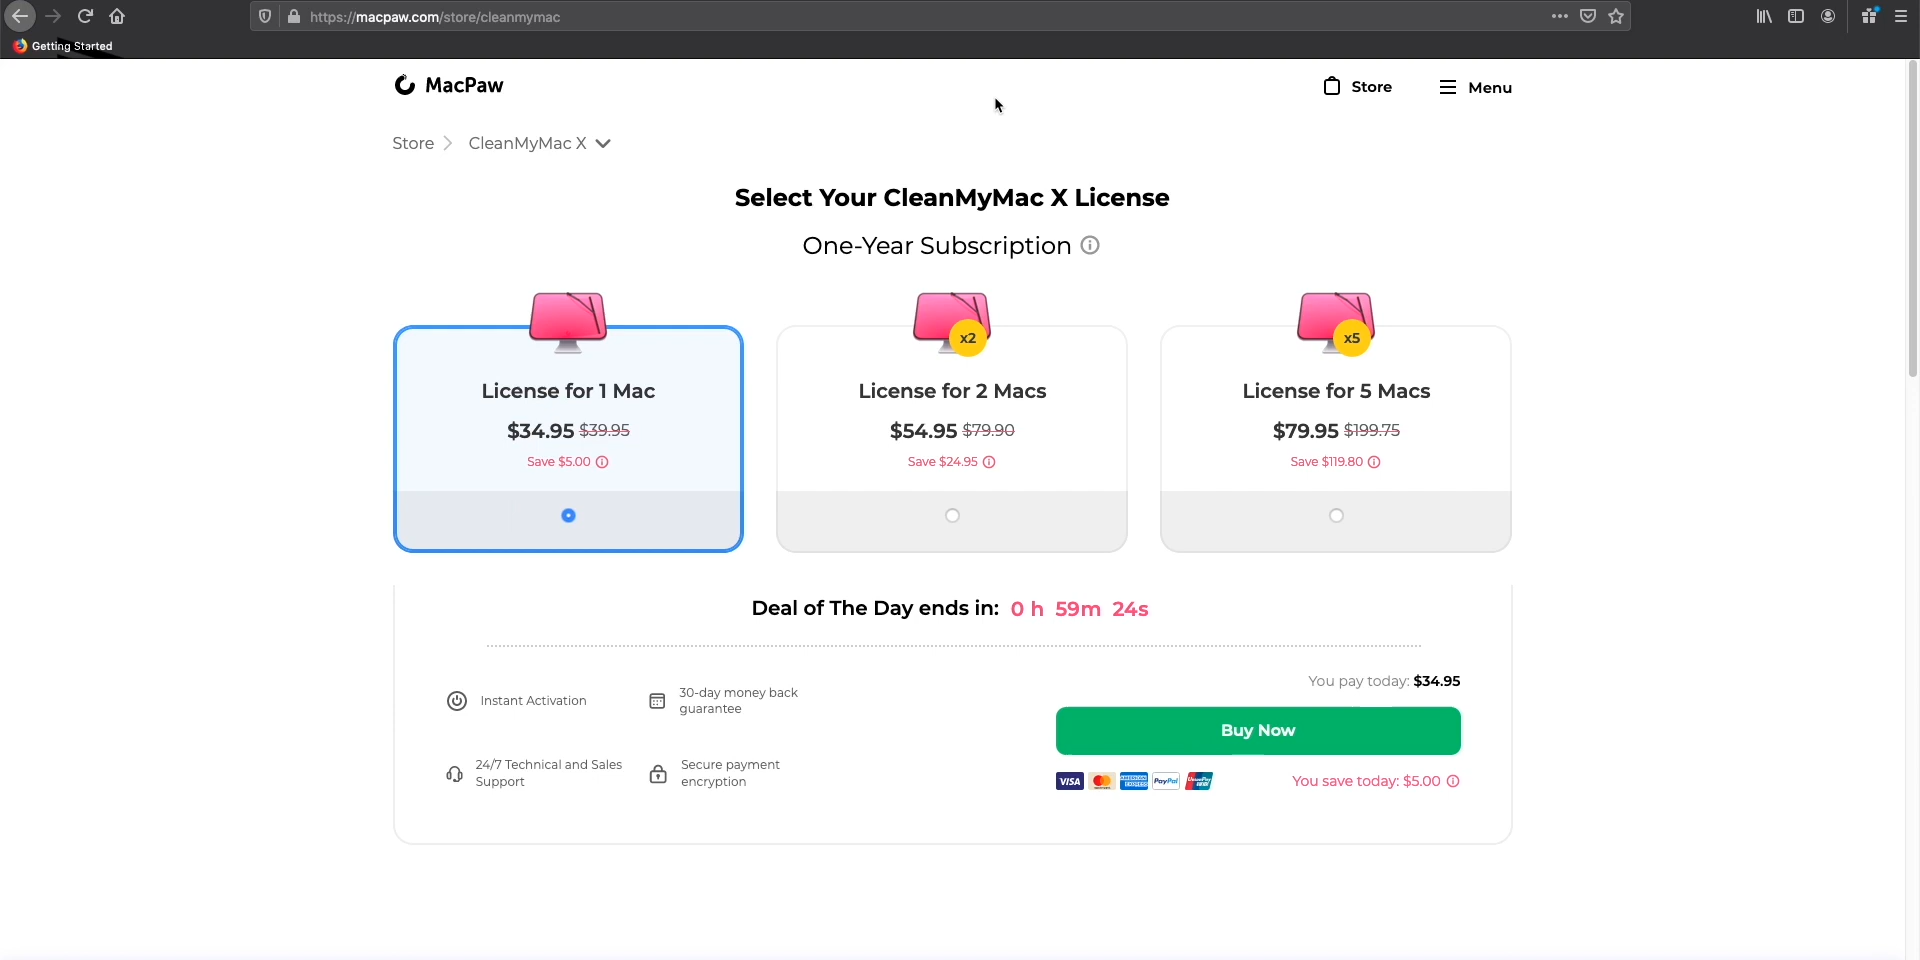 https://macpaw.com/store/cleanmymac
Getting Started
MacPaw
Store
Menu
Store
CleanMyMac X
Select Your CleanMyMac X License
One-Year Subscription
x2
x5
License for 1 Mac
$34.95 $39.95
Save $5.00
License for 2 Macs
$54.95 $79.90
Save $24.95
License for 5 Macs
$79.95 $199.75
Save $119.80
Deal of The Day ends in: 0 h 59m 24s
Instant Activation
30-day money back
guarantee
24/7 Technical and Sales
Support
Secure payment
encryption
You pay today: $34.95
Buy Now
VISA
AMERICAN
EXPRESS
PayPal
UnionPay
You save today: $5.00